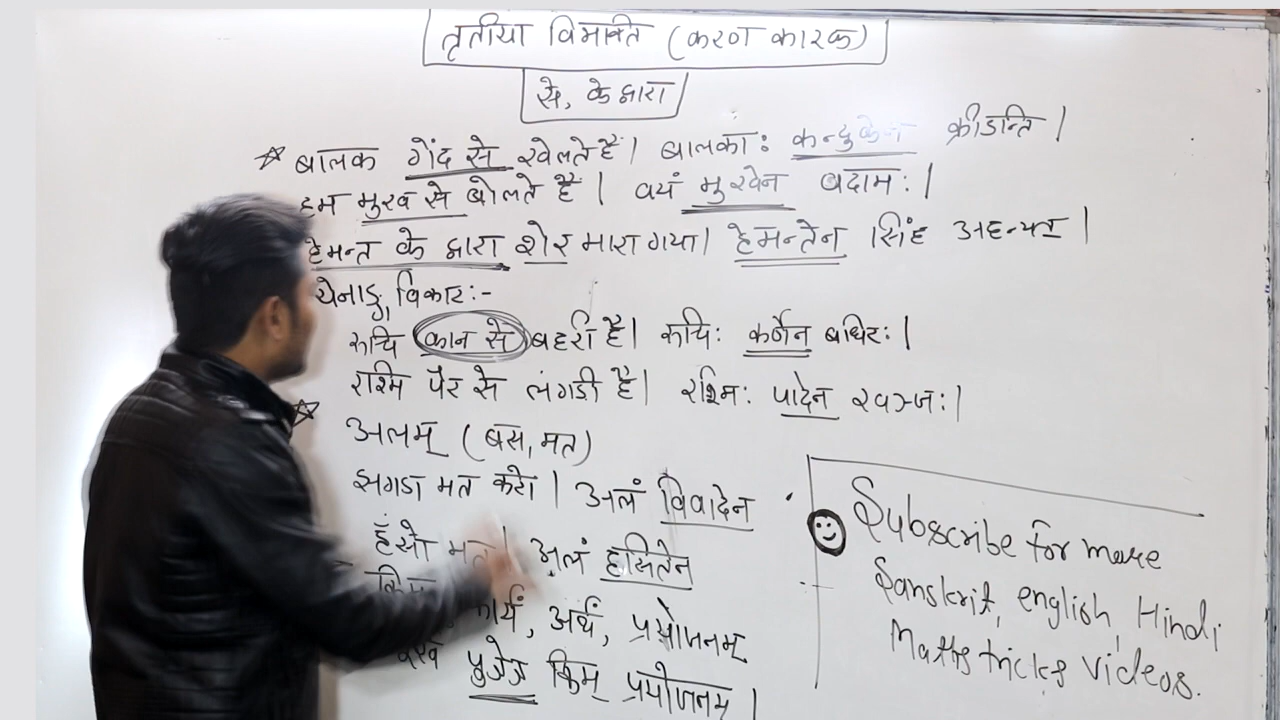 तृतीया विभक्ति (करण कारक)
से, के द्वारा
बालक गेंद से खेलते हैं। बालकाः कन्दुकेन क्रीडन्ति।
हम मुख से बोलते हैं। वयं मुखेन वदामः।
हेमन्त के द्वारा शेर मारा गया। हेमन्तेन सिंह अहन्यत।
येनाङ्ग विकारः-
रुचि कान से बहरी है। रुचिः कर्णेन बधिरः।
रश्मि पैर से लंगडी है। रश्मिः पादेन खञ्जः।
अलम् (बस, मत)
झगडा मत करो। अलं विवादेन
हँसो मत। अलं हसितेन
कार्यं, अर्थं, प्रयोजनम्
किम् प्रयोजनम्।
Subscribe for more
Sanskrit, english, Hindi
Maths tricks videos.